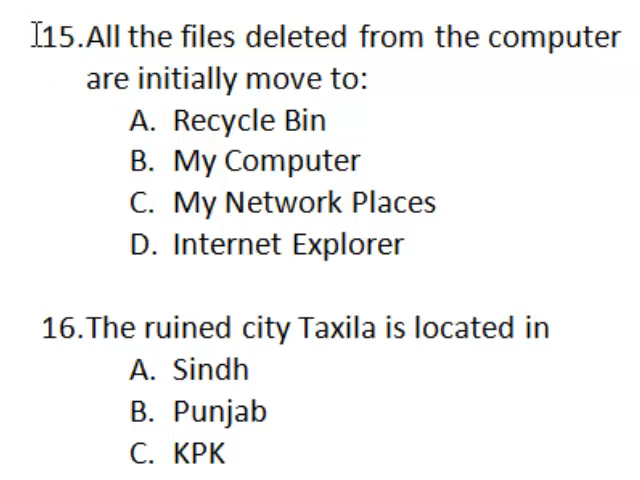 15.All the files deleted from the computer
are initially move to:
A. Recycle Bin
B. My Computer
C. My Network Places
D. Internet Explorer
16.The ruined city Taxila is located in
A. Sindh
B. Punjab
C. KPK